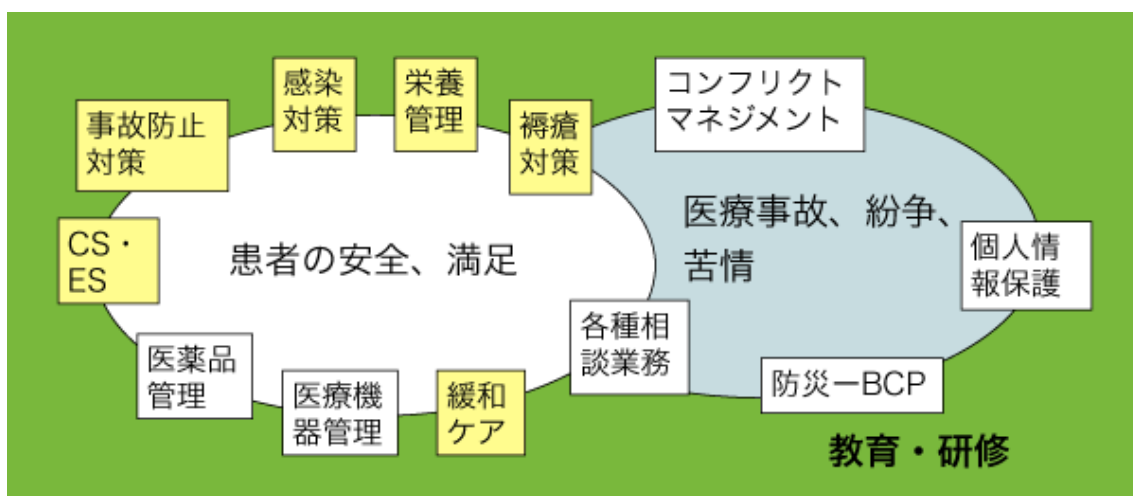 感染
対策
栄養
管理
コンフリクト
マネジメント
事故防止
対策
褥瘡
対策
医療事故、紛争、
苦情
CS・
ES
患者の安全、満足
個人情
報保護
各種相
談業務
医薬品
管理
医療機
器管理
緩和
ケア
防災ーBCP
教育・研修